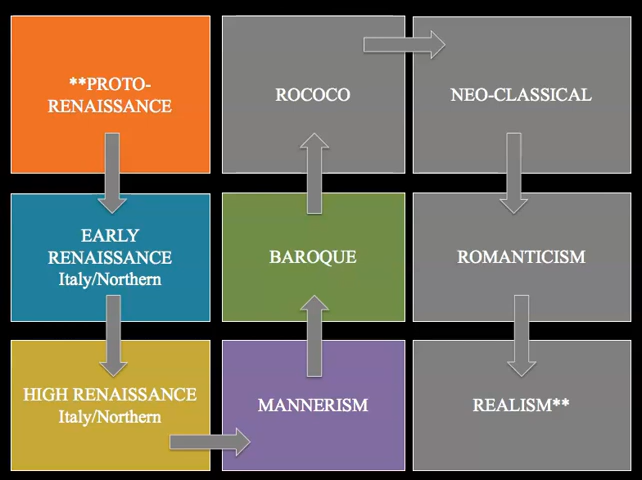 **PROTO-
RENAISSANCE
EARLY
RENAISSANCE
Italy/Northern
HIGH RENAISSANCE
Italy/Northern
MANNERISM
BAROQUE
ROCOCO
NEO-CLASSICAL
ROMANTICISM
REALISM**